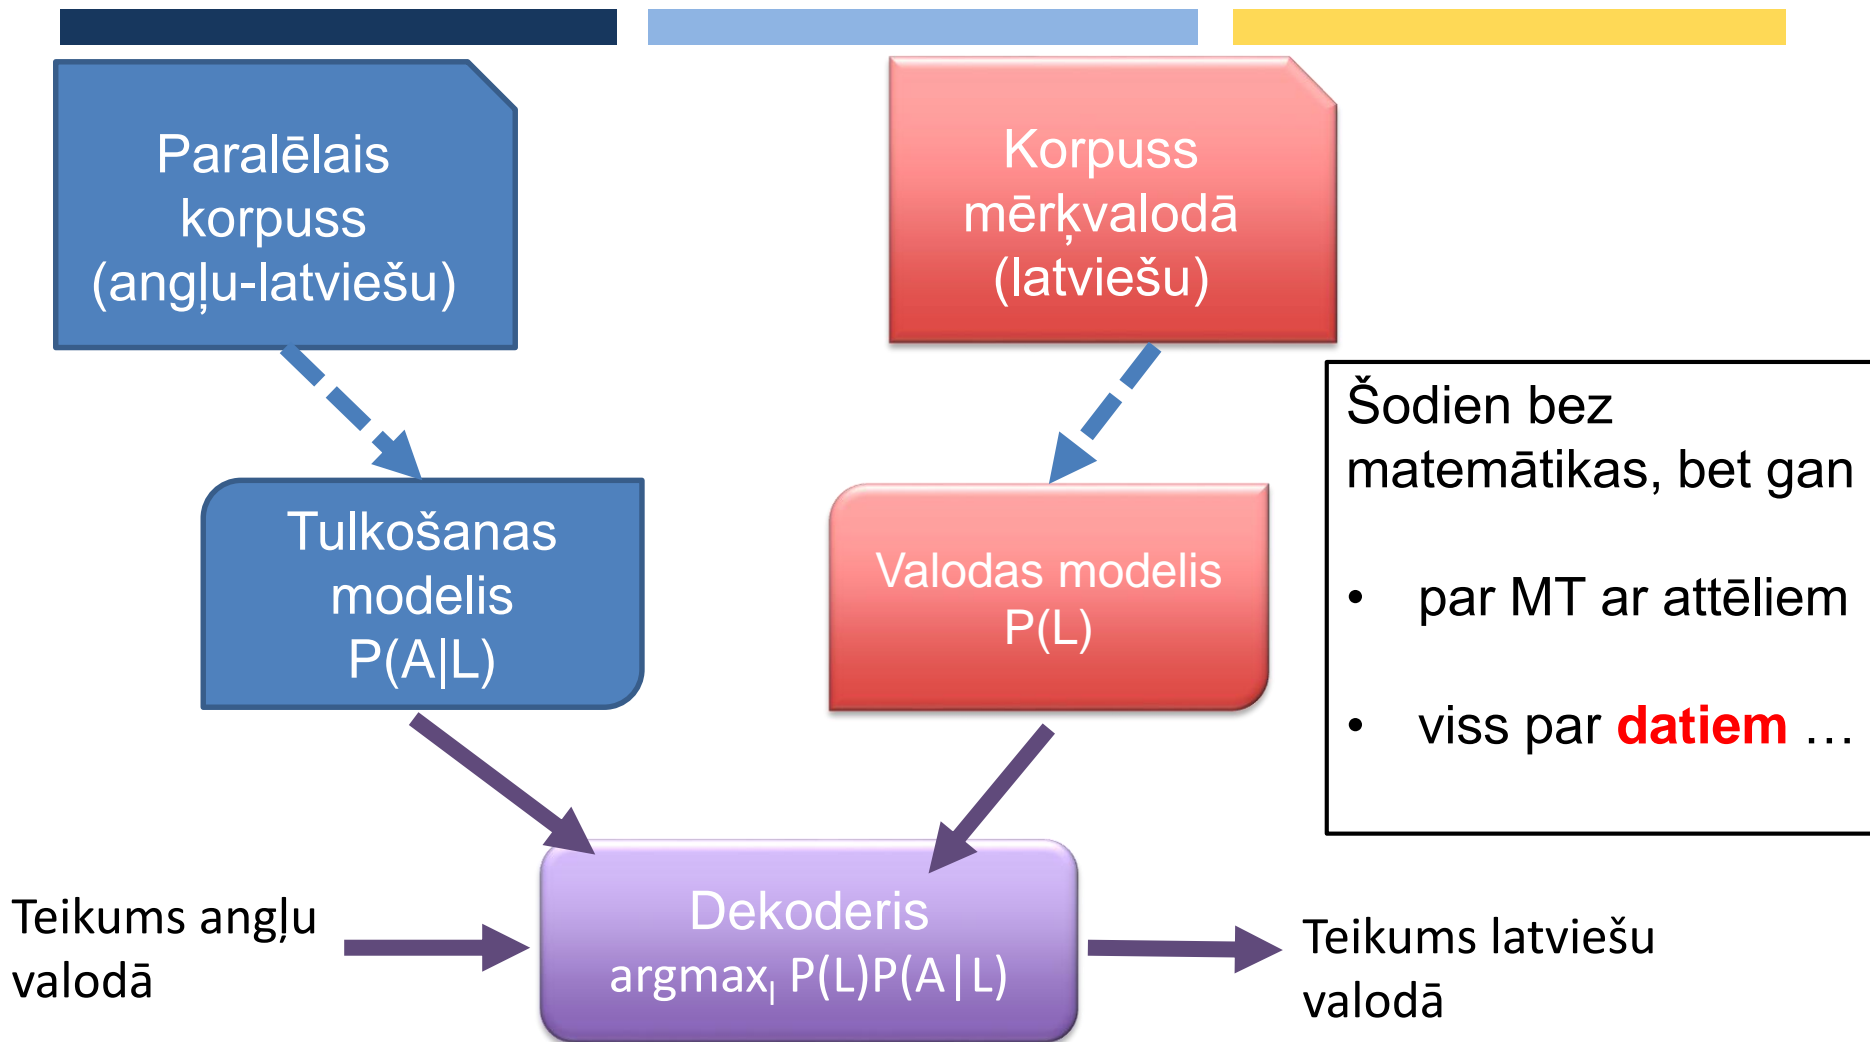 Paralēlais
korpuss
(angļu-latviešu)
Korpuss
mērķvalodā
(latviešu)
Šodien bez
matemātikas, bet gan
• par MT ar attēliem
• viss par datiem …
Tulkošanas
modelis
P(A|L)
Valodas modelis
P(L)
Teikums angļu
valodā
Dekoderis
argmaxₗ P(L)P(A|L)
Teikums latviešu
valodā